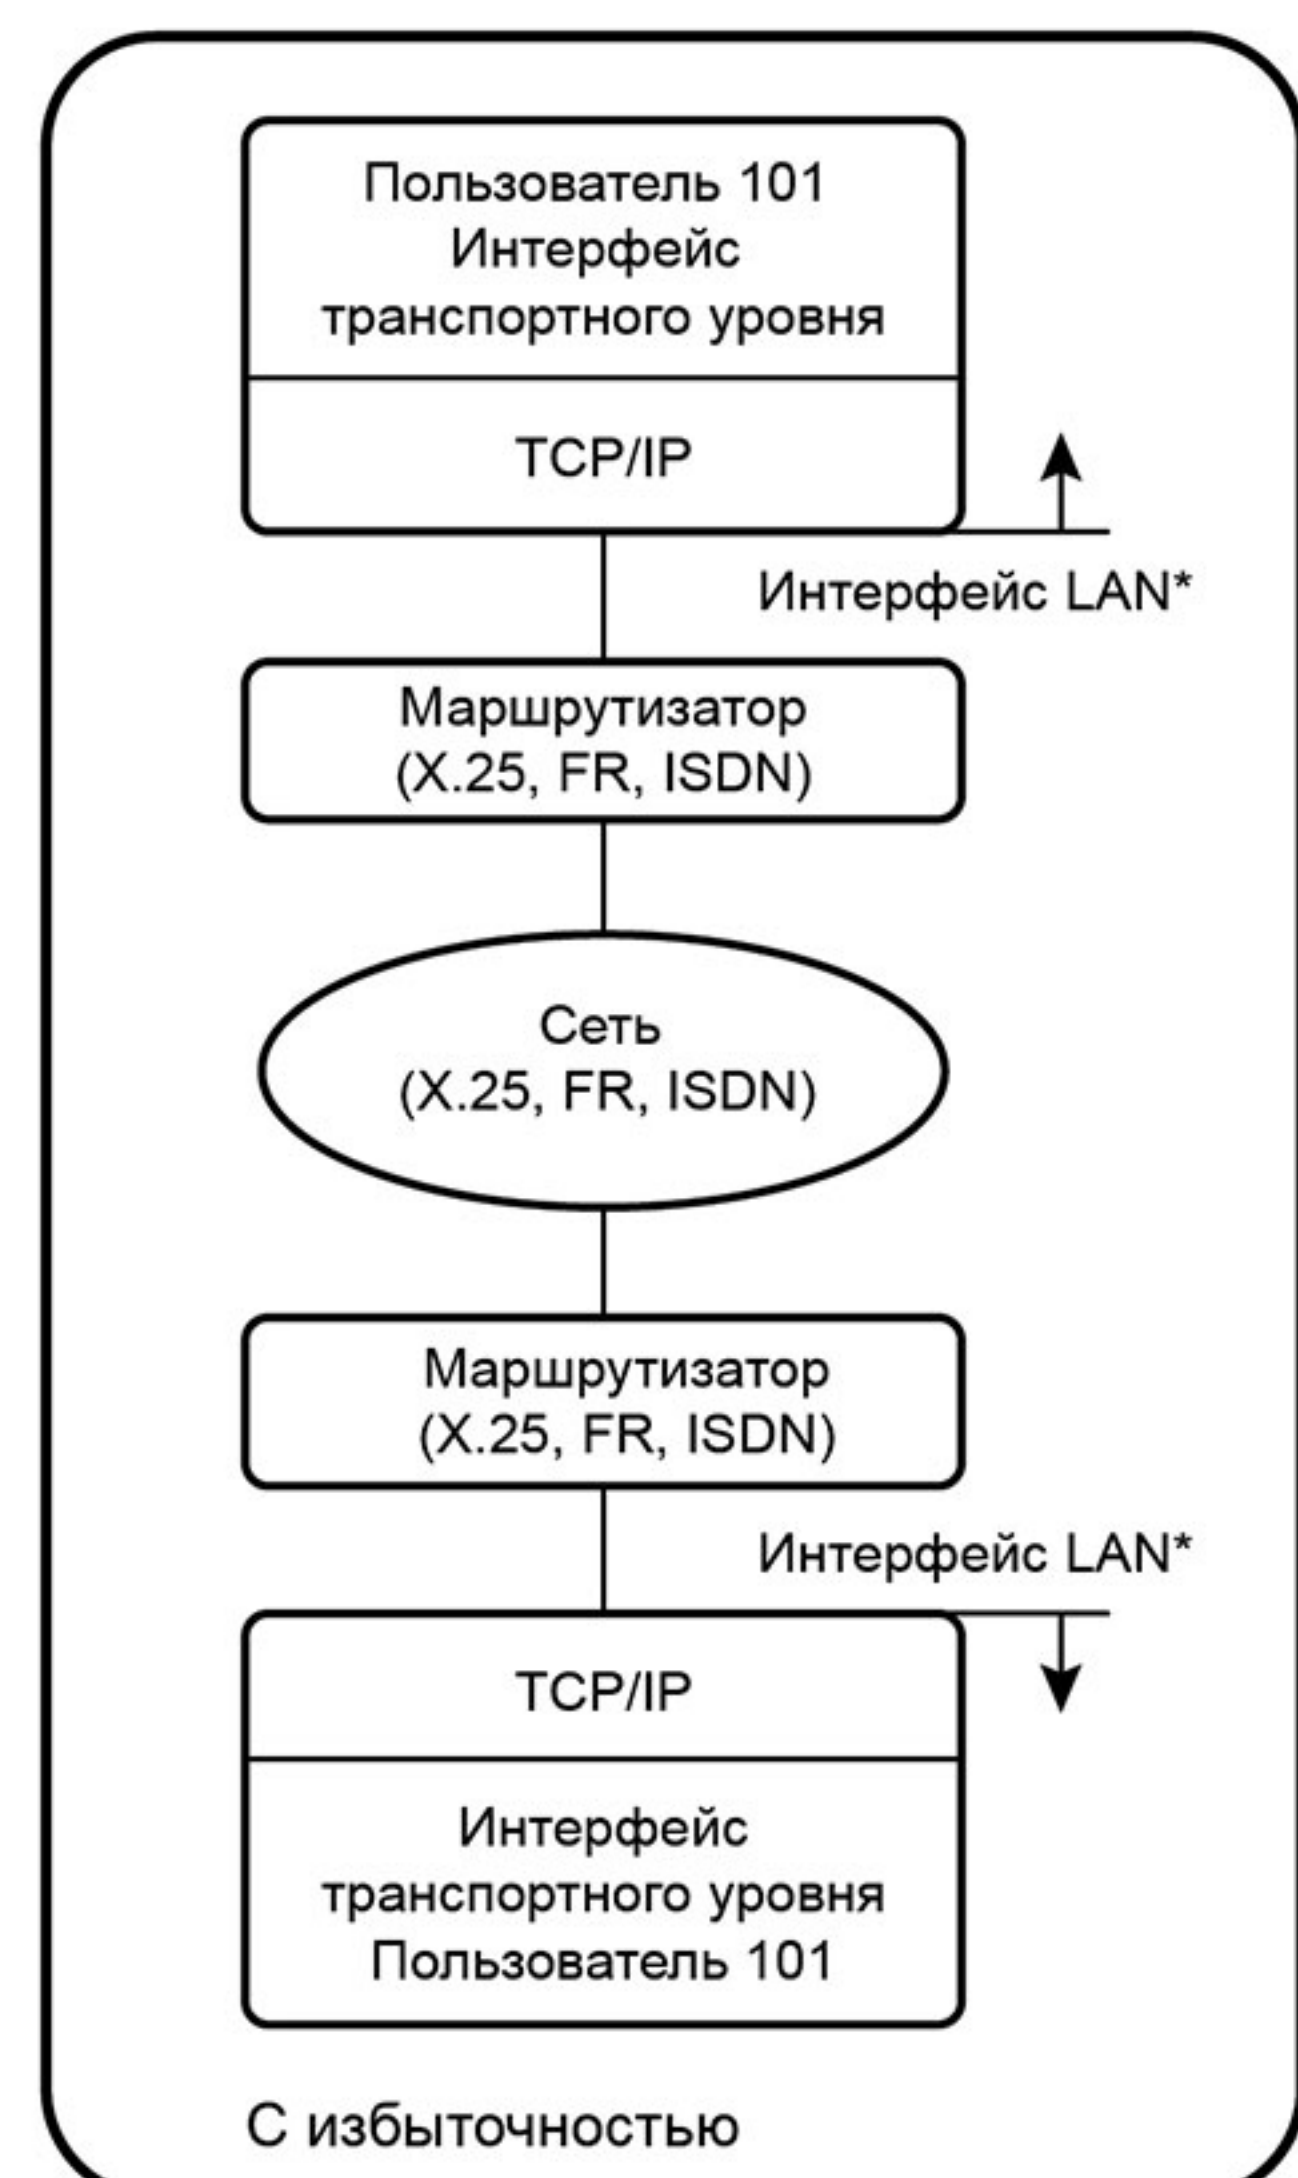 Пользователь 101
Интерфейс
транспортного уровня
TCP/IP
Интерфейс LAN*
Маршрутизатор
(X.25, FR, ISDN)
Сеть
(X.25, FR, ISDN)
Маршрутизатор
(X.25, FR, ISDN)
Интерфейс LAN*
TCP/IP
Интерфейс
транспортного уровня
Пользователь 101
С избыточностью